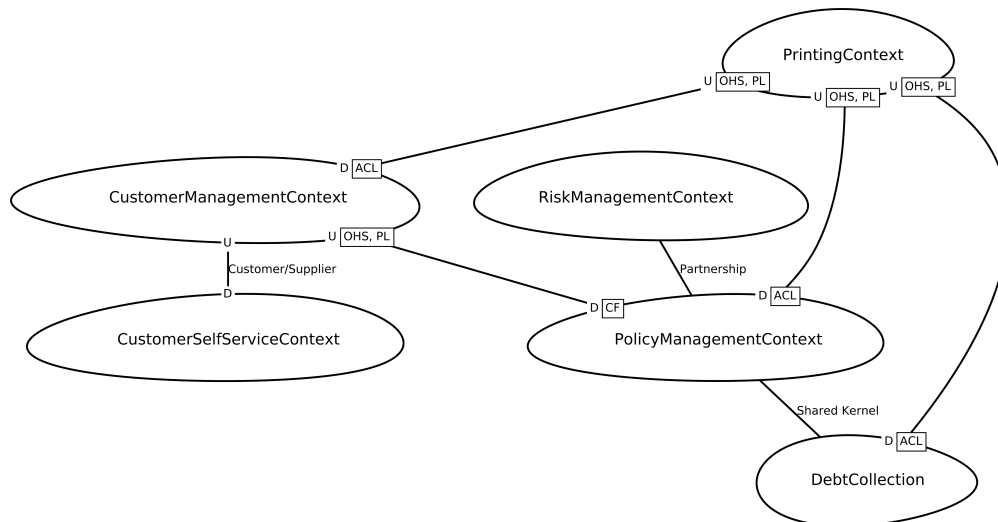 PrintingContext
U OHS, PL
U OHS, PL
U OHS, PL
D ACL
CustomerManagementContext
RiskManagementContext
U
U OHS, PL
Customer/Supplier
Partnership
D
D CF
D ACL
CustomerSelfServiceContext
PolicyManagementContext
Shared Kernel
D ACL
DebtCollection